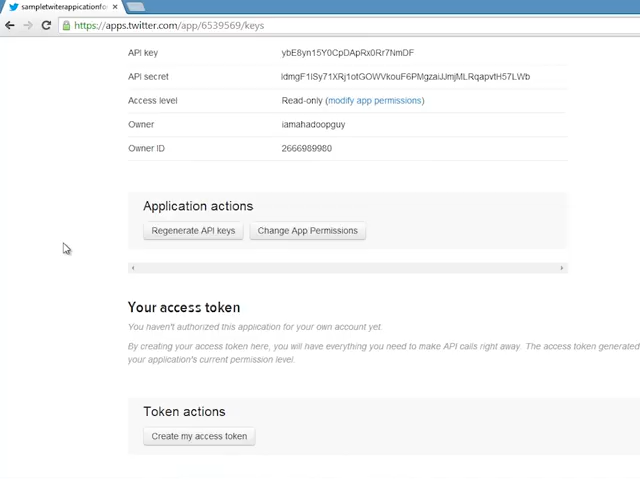 sampletwiterappicationfo
https://apps.twitter.com/app/6539569/keys
API key ybE8yn15Y0CpDApRx0Rr7NmDF
API secret
Access level Read-only (modify app permissions)
Owner iamahadoopguy
Owner ID 2666989980
Application actions
Regenerate API keys Change App Permissions
Your access token
You haven't authorized this application for your own account yet.
By creating your access token here, you will have everything you need to make API calls right away. The access token generated
your application's current permission level.
Token actions
Create my access token